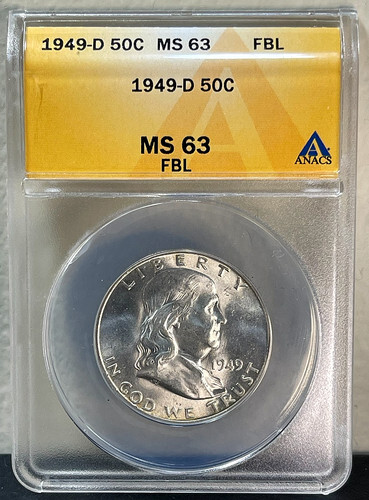 1949-D 50C MS 63 FBL
1949-D 50C
MS 63
FBL
ANACS
LIBERTY
1949
IN GOD WE TRUST